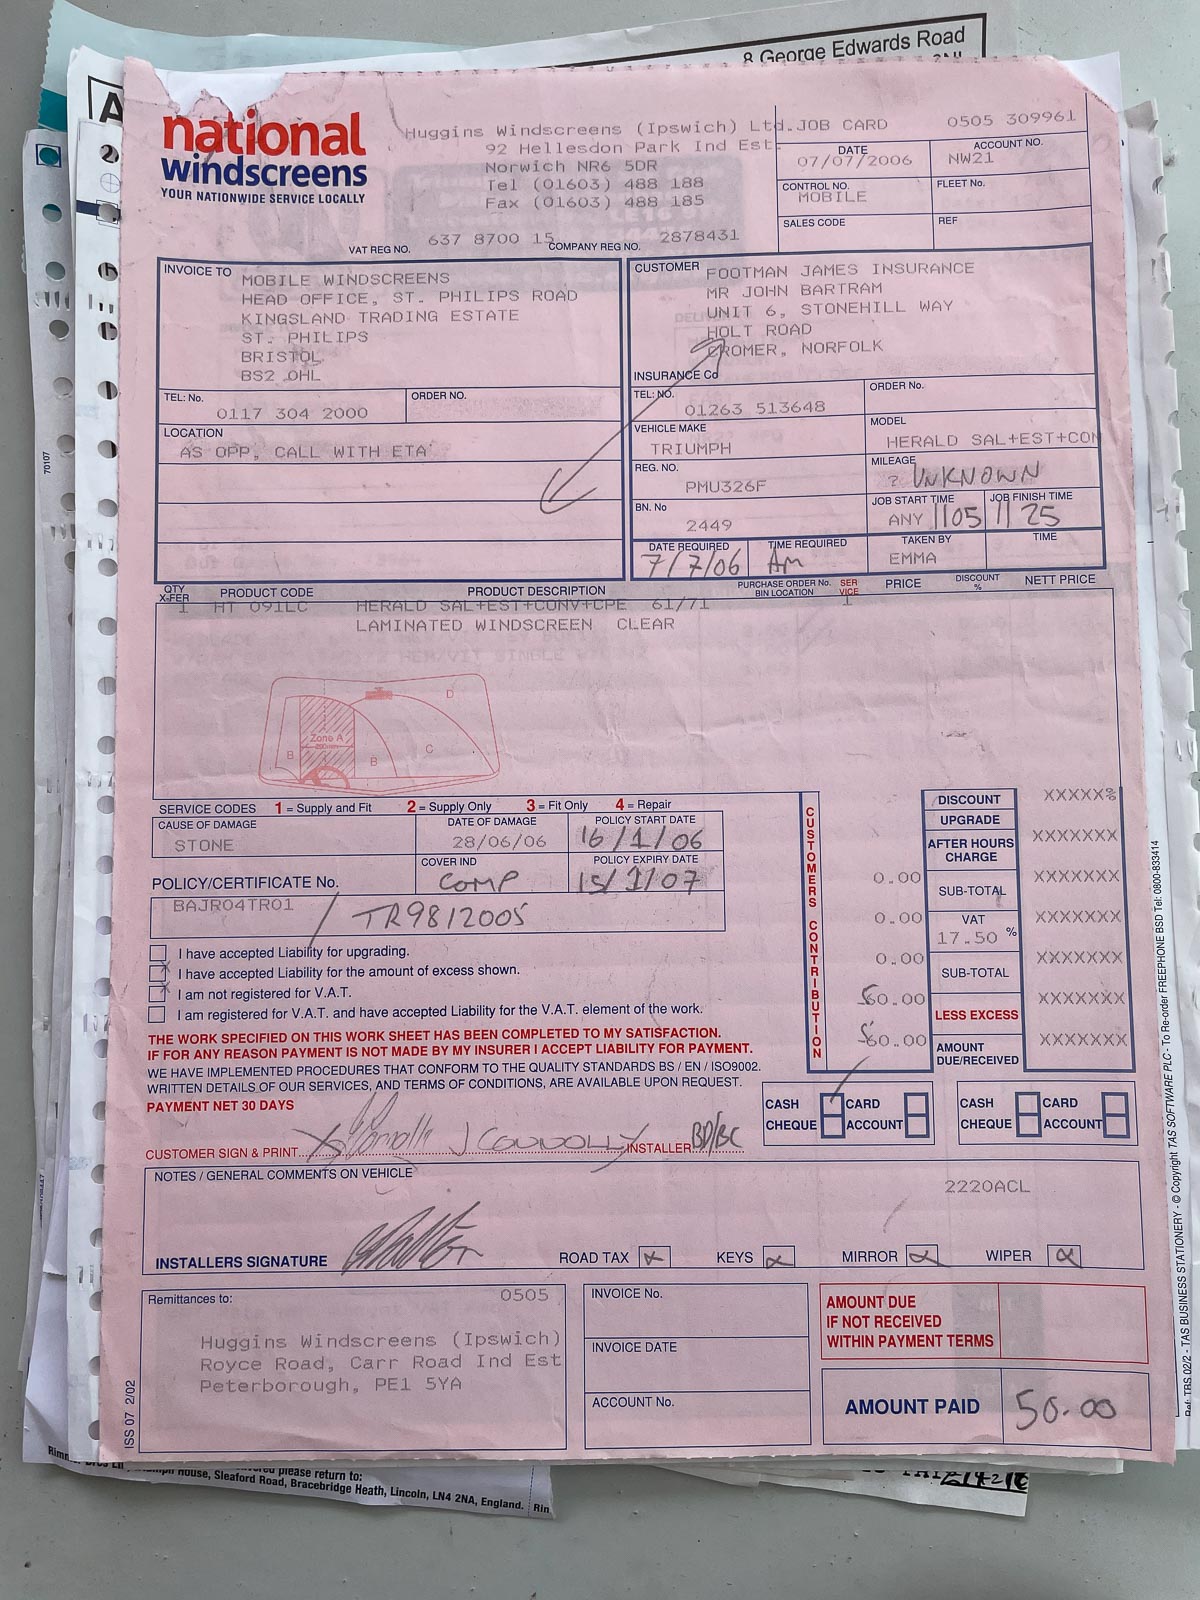 8 George Edwards Road
national
windscreens
YOUR NATIONWIDE SERVICE LOCALLY
Huggins Windscreens (Ipswich) Ltd.
92 Hellesdon Park Ind Est.
Norwich NR6 5DR
Tel (01603) 488 188
Fax (01603) 488 185
VAT REG NO. 637 8700 15 COMPANY REG NO. 2878431
JOB CARD 0505 309961
DATE 07/07/2006
ACCOUNT NO. NW21
CONTROL NO. MOBILE
FLEET No.
SALES CODE
REF
INVOICE TO
MOBILE WINDSCREENS
HEAD OFFICE, ST. PHILIPS ROAD
KINGSLAND TRADING ESTATE
ST. PHILIPS
BRISTOL
BS2 OHL
TEL: No. 0117 304 2000
ORDER NO.
LOCATION
AS OPP, CALL WITH ETA
CUSTOMER
FOOTMAN JAMES INSURANCE
MR JOHN BARTRAM
UNIT 6, STONEHILL WAY
HOLT ROAD
CROMER, NORFOLK
INSURANCE Co
TEL: NO. 01263 513648
ORDER No.
VEHICLE MAKE TRIUMPH
MODEL HERALD SAL+EST+CON
REG. NO. PMU326F
MILEAGE ? UNKNOWN
BN. No 2449
JOB START TIME ANY 1105
JOB FINISH TIME 1125
DATE REQUIRED 7/7/06
TIME REQUIRED AM
TAKEN BY EMMA
TIME
QTY X-FER PRODUCT CODE PRODUCT DESCRIPTION PURCHASE ORDER No. BIN LOCATION SER VICE PRICE DISCOUNT % NETT PRICE
1 HT 091LC HERALD SAL+EST+CONV+CPE 61/71 1
LAMINATED WINDSCREEN CLEAR
B Zone A B C D
SERVICE CODES 1 = Supply and Fit 2 = Supply Only 3 = Fit Only 4 = Repair
CAUSE OF DAMAGE STONE
DATE OF DAMAGE 28/06/06
POLICY START DATE 16/1/06
COVER IND COMP
POLICY EXPIRY DATE 15/1/07
POLICY/CERTIFICATE No.
BAJR04TR01 / TR9812005
I have accepted Liability for upgrading.
I have accepted Liability for the amount of excess shown.
I am not registered for V.A.T.
I am registered for V.A.T. and have accepted Liability for the V.A.T. element of the work.
CUSTOMERS CONTRIBUTION
DISCOUNT XXXXX%
UPGRADE
AFTER HOURS CHARGE XXXXXXX
0.00 SUB-TOTAL XXXXXXX
0.00 VAT 17.50 % XXXXXXX
0.00 SUB-TOTAL XXXXXXX
50.00 LESS EXCESS XXXXXXX
50.00 AMOUNT DUE/RECEIVED XXXXXXX
THE WORK SPECIFIED ON THIS WORK SHEET HAS BEEN COMPLETED TO MY SATISFACTION.
IF FOR ANY REASON PAYMENT IS NOT MADE BY MY INSURER I ACCEPT LIABILITY FOR PAYMENT.
WE HAVE IMPLEMENTED PROCEDURES THAT CONFORM TO THE QUALITY STANDARDS BS / EN / ISO9002.
WRITTEN DETAILS OF OUR SERVICES, AND TERMS OF CONDITIONS, ARE AVAILABLE UPON REQUEST.
PAYMENT NET 30 DAYS
CASH CARD CASH CARD
CHEQUE ACCOUNT CHEQUE ACCOUNT
CUSTOMER SIGN & PRINT J CONNOLLY INSTALLER BD/BC
NOTES / GENERAL COMMENTS ON VEHICLE
2220ACL
INSTALLERS SIGNATURE ROAD TAX KEYS MIRROR WIPER
Remittances to: 0505
Huggins Windscreens (Ipswich)
Royce Road, Carr Road Ind Est
Peterborough, PE1 5YA
INVOICE No.
INVOICE DATE
ACCOUNT No.
AMOUNT DUE
IF NOT RECEIVED
WITHIN PAYMENT TERMS
AMOUNT PAID 50.00
ISS 07 2/02
Ref: TBS 02/2 - TAS BUSINESS STATIONERY - © Copyright TAS SOFTWARE PLC - To Re-order FREEPHONE BSD Tel: 0800-833414
70107
please return to:
House, Sleaford Road, Bracebridge Heath, Lincoln, LN4 2NA, England.